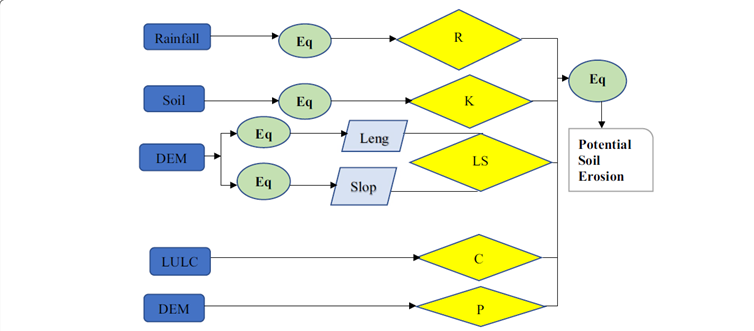 Rainfall
Eq
R
Soil
Eq
K
Eq
DEM
Eq
Eq
Leng
Slop
LS
LULC
C
DEM
P
Eq
Potential
Soil
Erosion